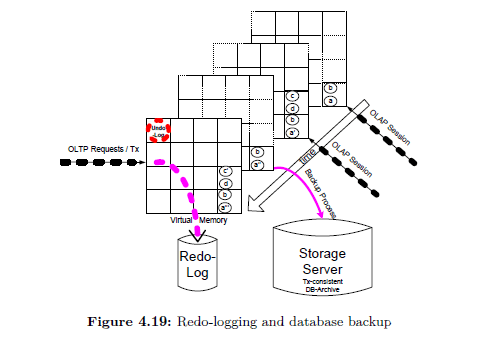 b
a
c
d
b
a'
OLAP Session
Undo
-Log
OLTP Requests / Tx
b
a''
time
OLAP Session
Backup Process
c'
d
b
a'''
Virtual Memory
Redo-
Log
Storage
Server
Tx-consistent
DB-Archive
Figure 4.19: Redo-logging and database backup